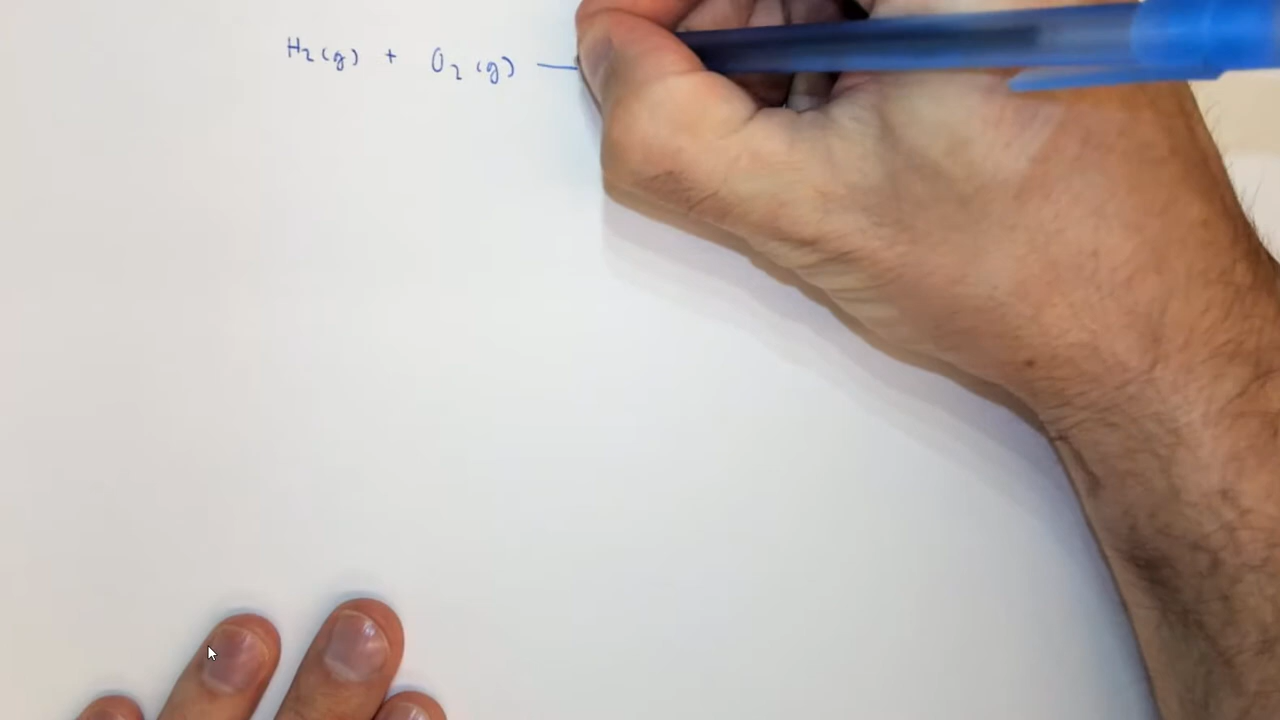 H₂(g) + O₂(g) —